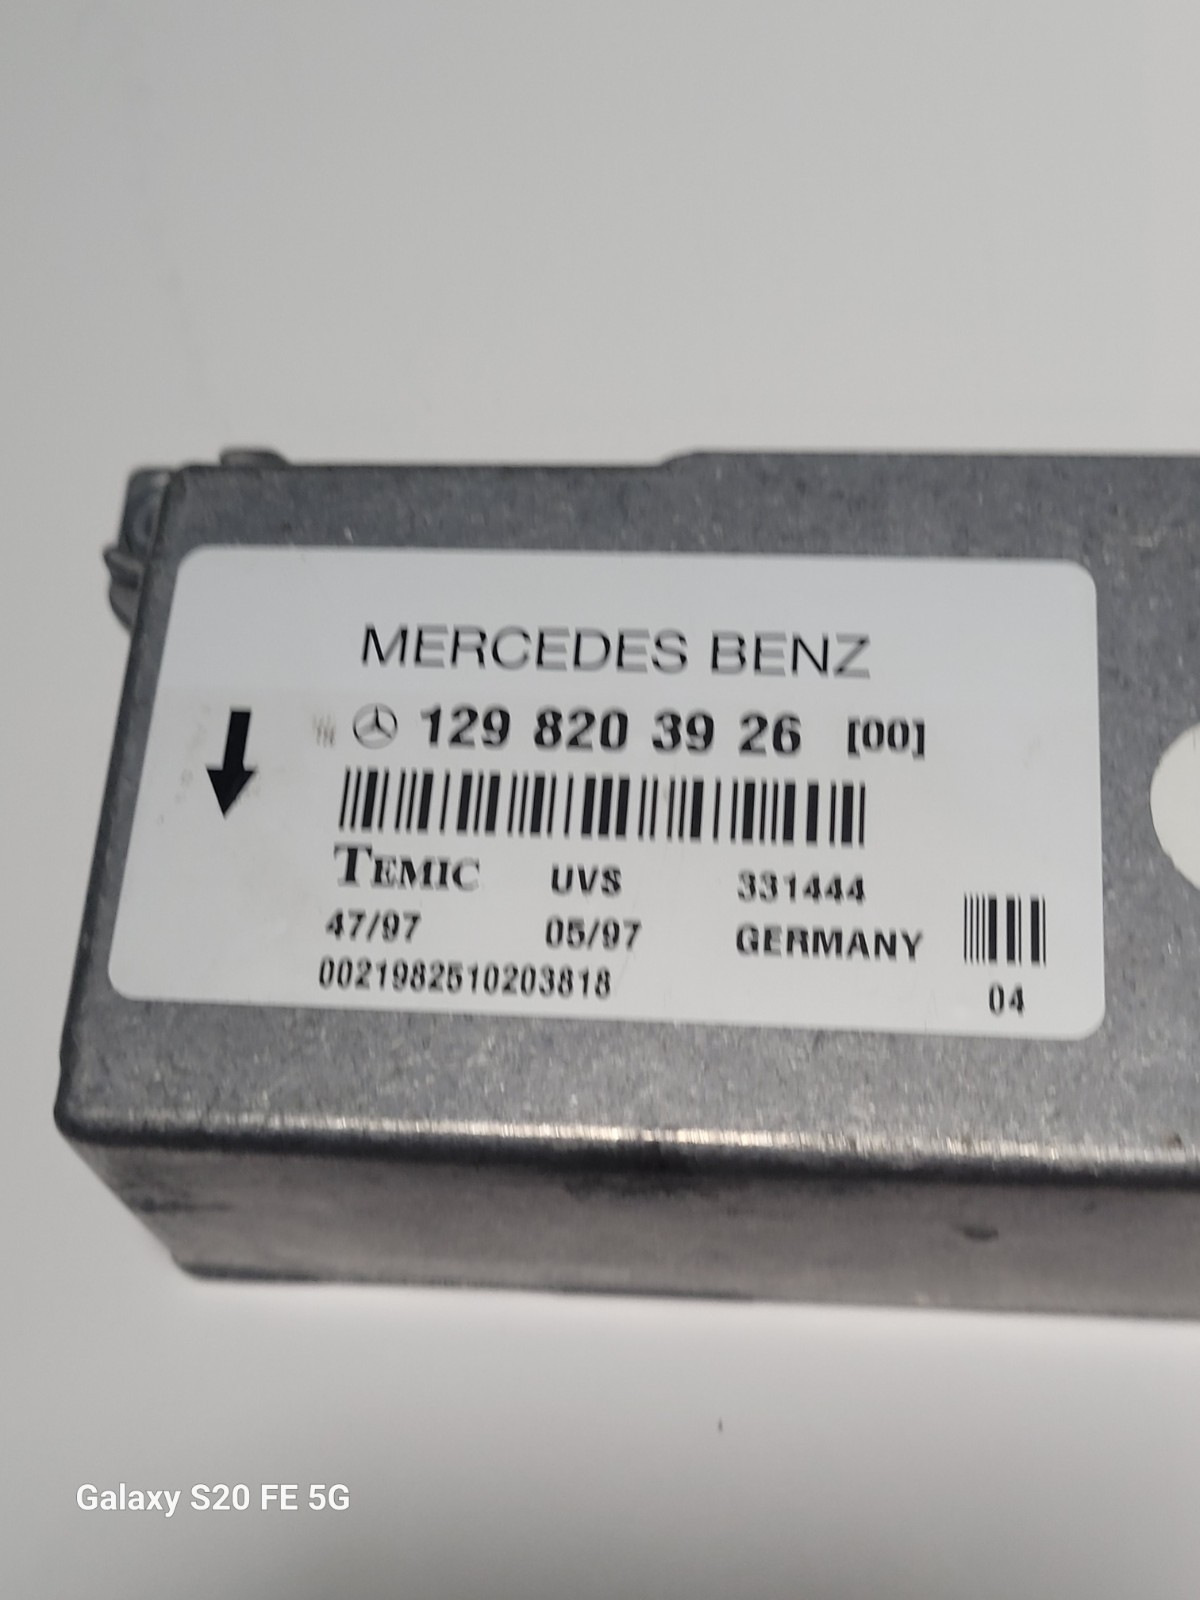 MERCEDES BENZ
129 820 39 26 [00]
TEMIC UVS 331444
47/97 05/97 GERMANY
0021982510203818
04
Galaxy S20 FE 5G